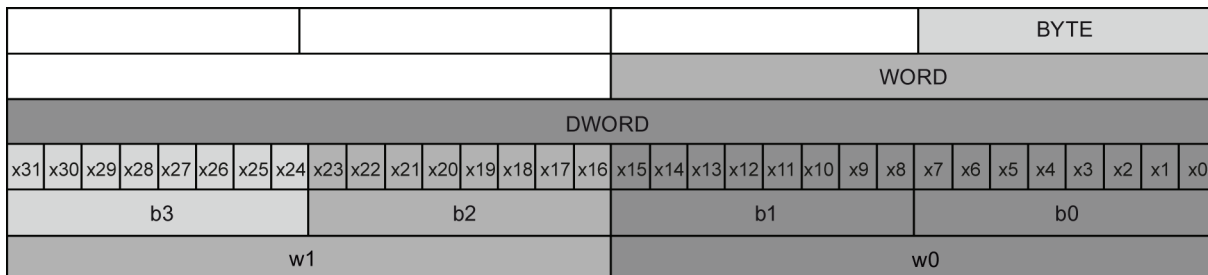 BYTE
WORD
DWORD
x31 x30 x29 x28 x27 x26 x25 x24 x23 x22 x21 x20 x19 x18 x17 x16 x15 x14 x13 x12 x11 x10 x9 x8 x7 x6 x5 x4 x3 x2 x1 x0
b3 b2 b1 b0
w1 w0